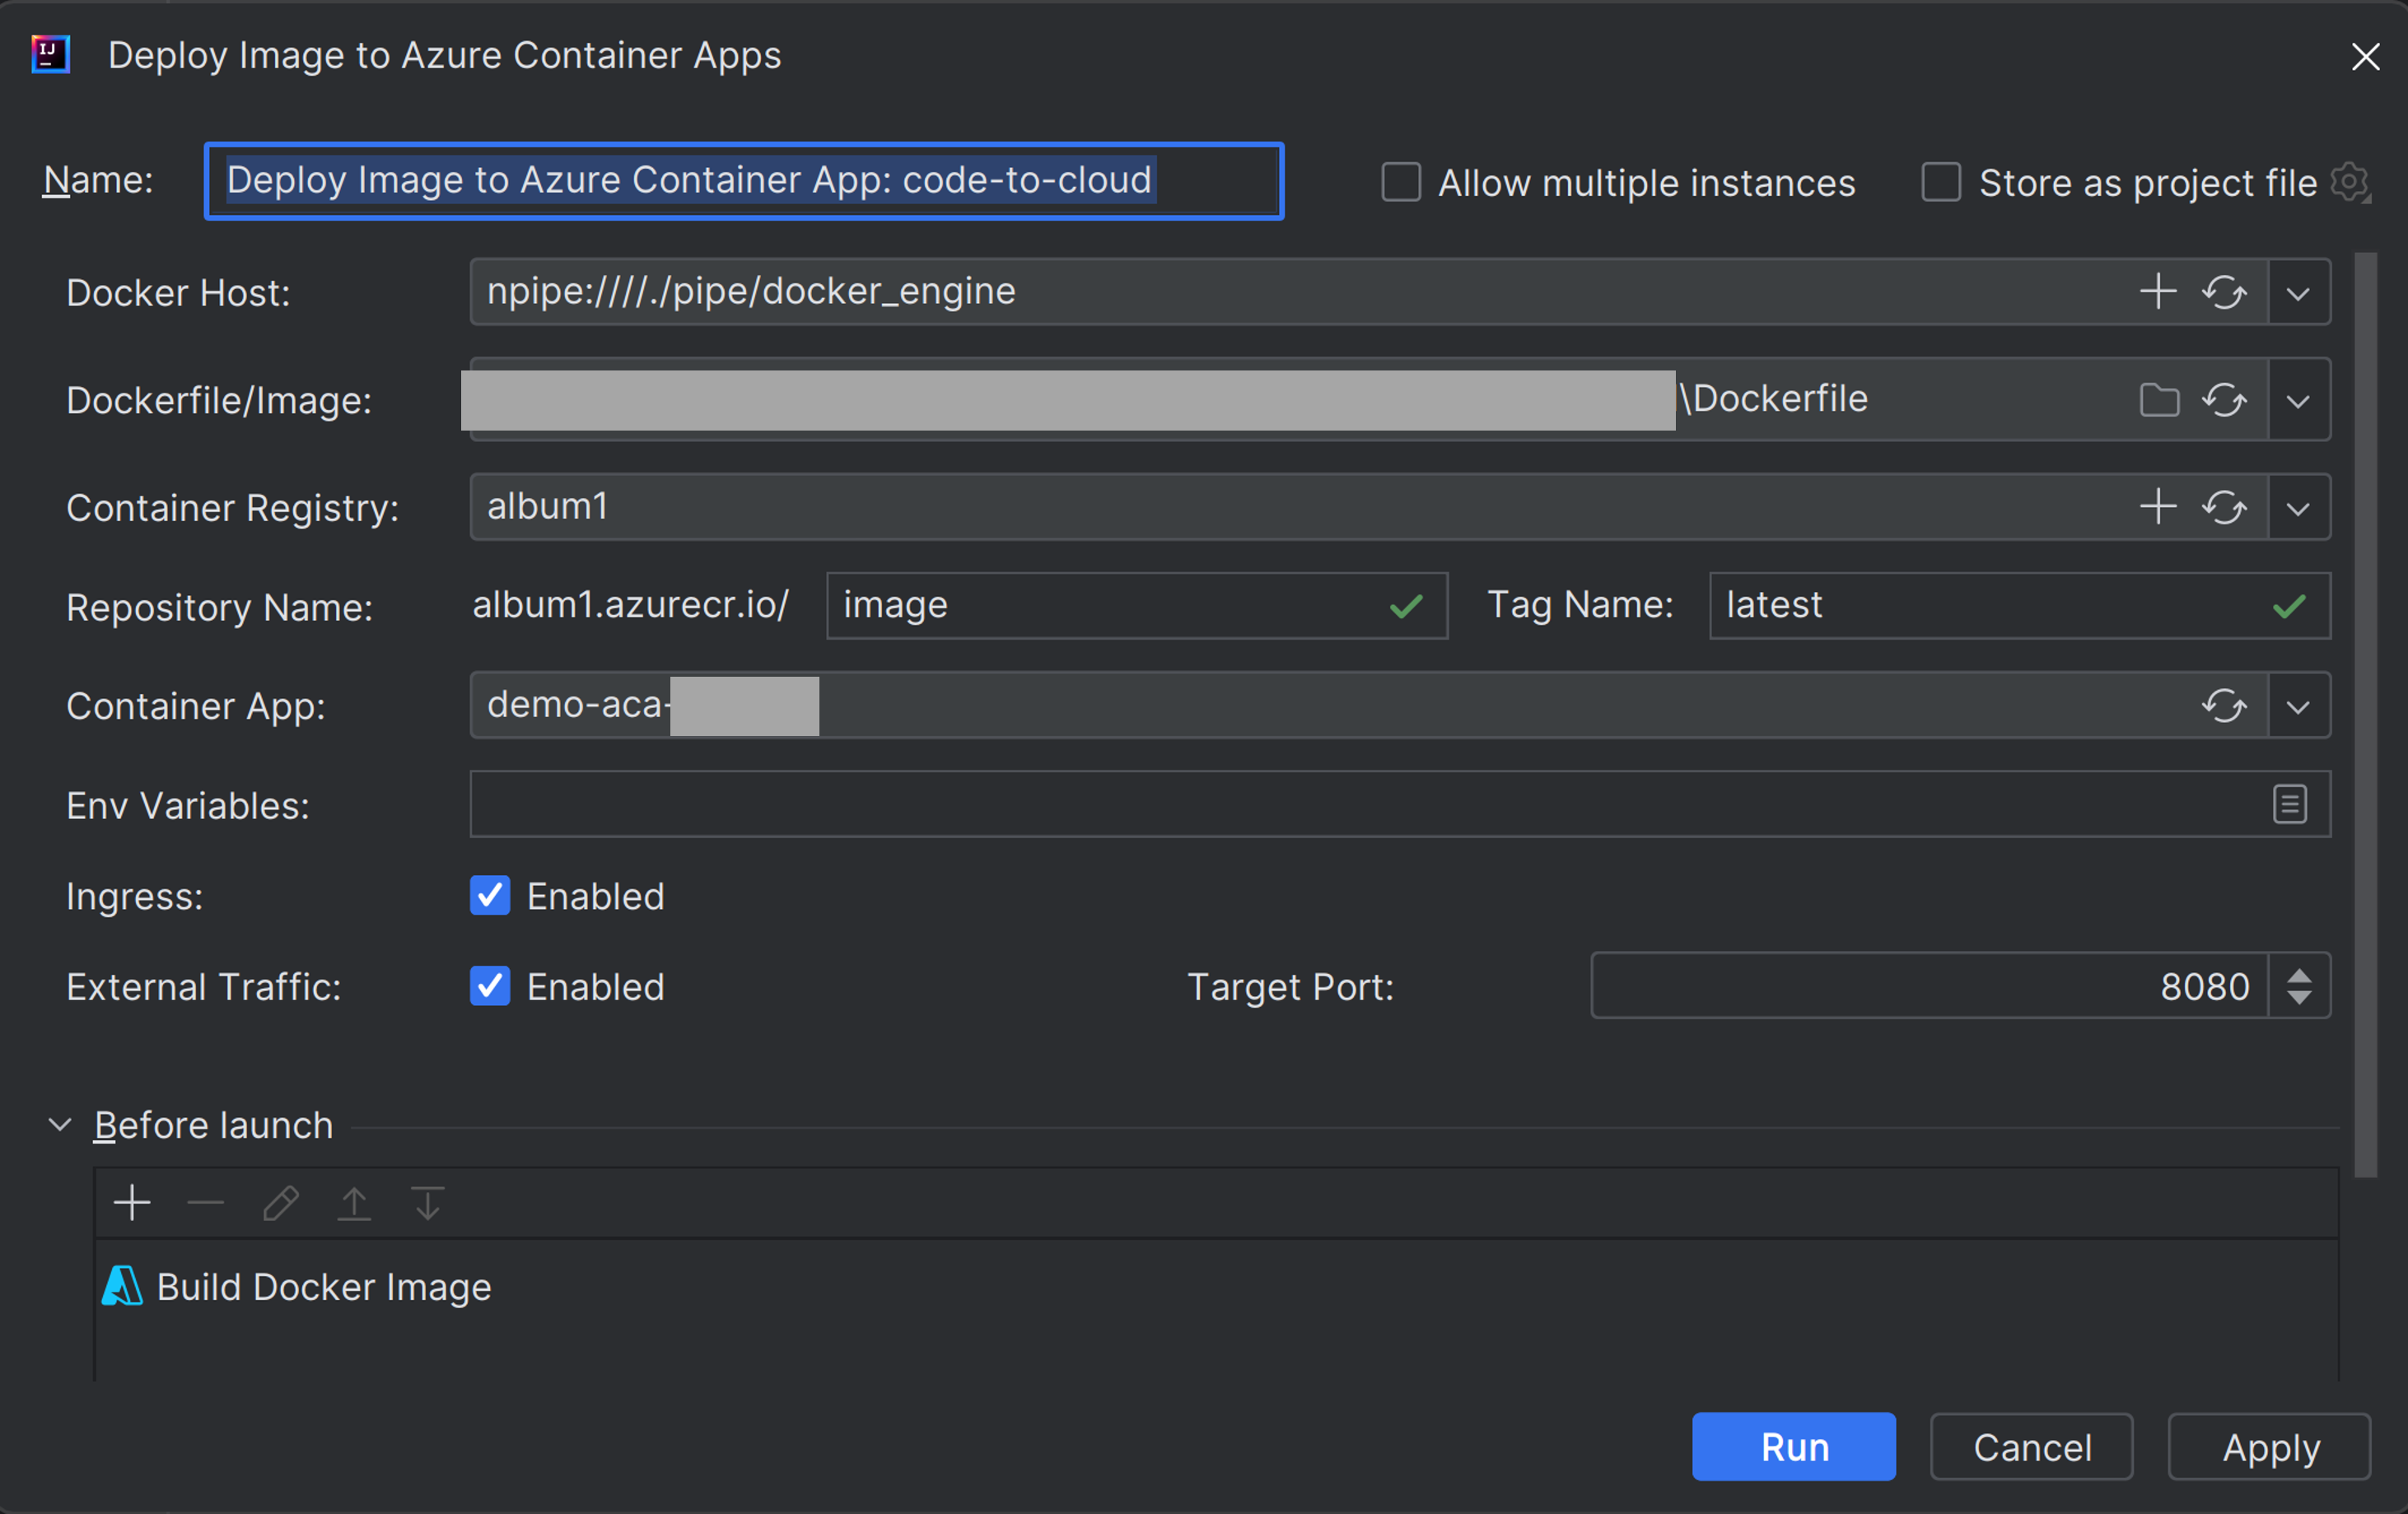 IJ
Deploy Image to Azure Container Apps
Name: Deploy Image to Azure Container App: code-to-cloud Allow multiple instances Store as project file
Docker Host: npipe:////./pipe/docker_engine
Dockerfile/Image: \Dockerfile
Container Registry: album1
Repository Name: album1.azurecr.io/ image Tag Name: latest
Container App: demo-aca-
Env Variables:
Ingress: Enabled
External Traffic: Enabled Target Port: 8080
Before launch
Build Docker Image
Run Cancel Apply